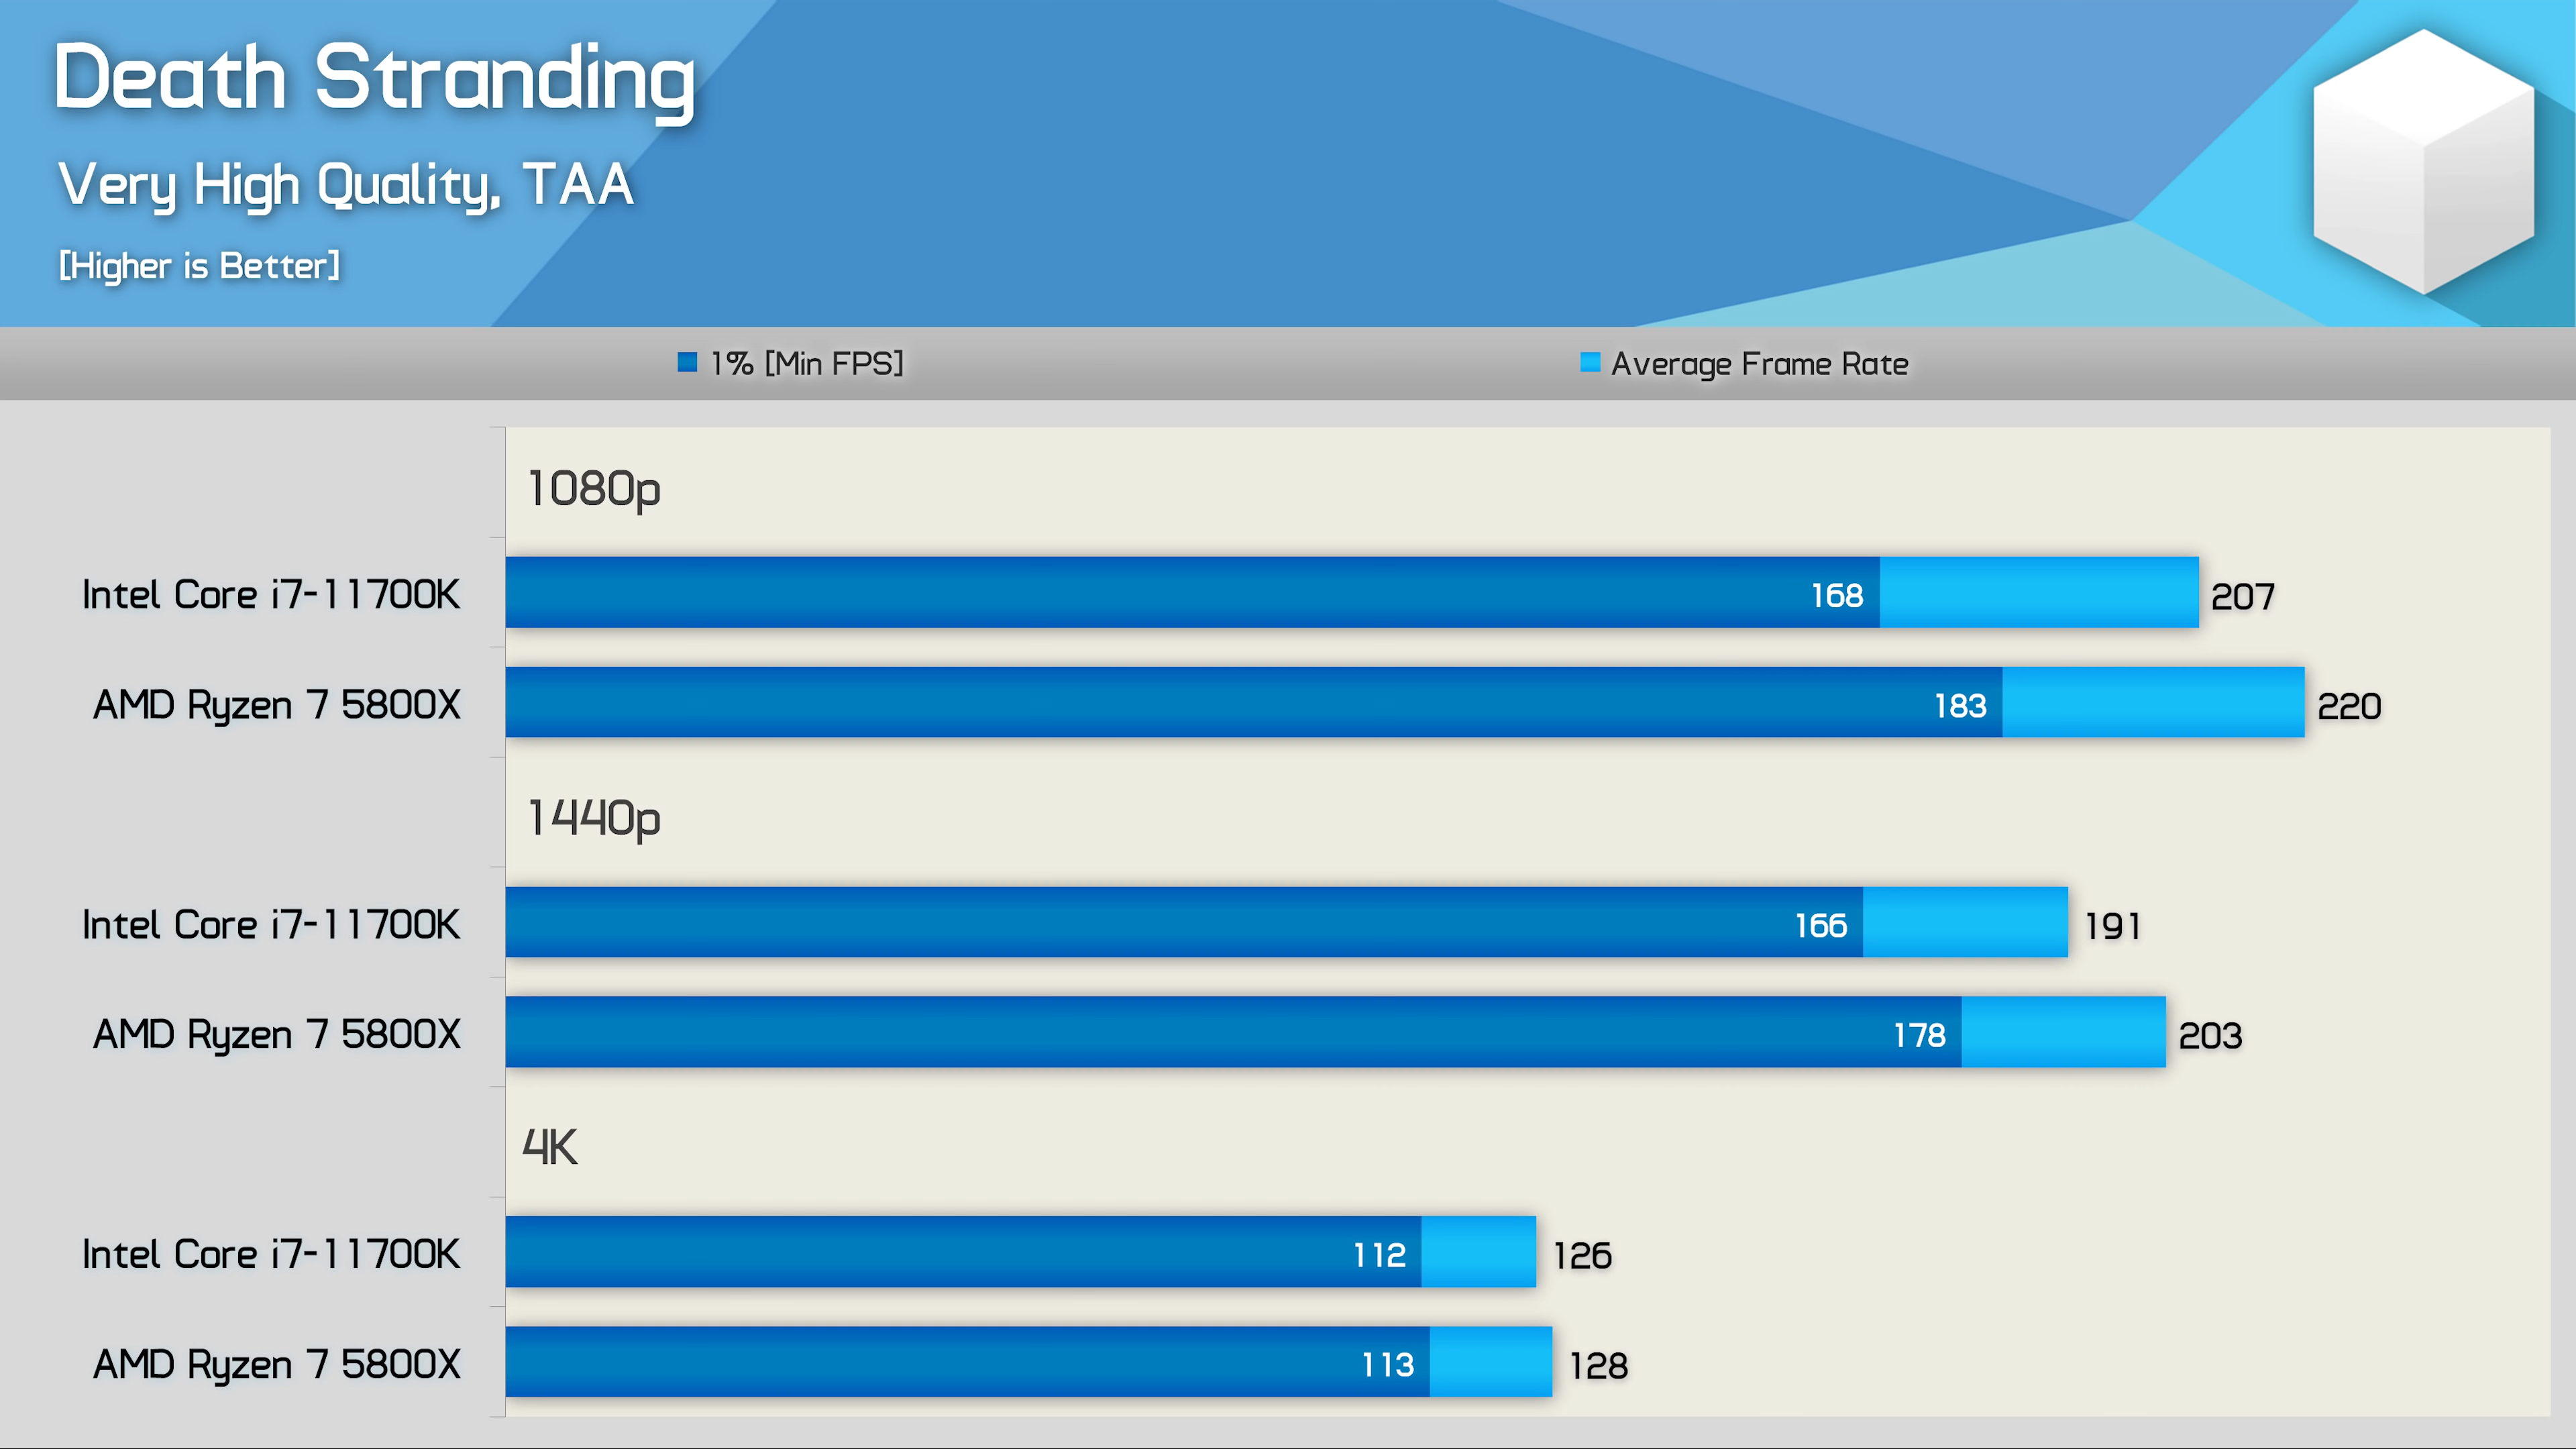 Death Stranding
Very High Quality, TAA
[Higher is Better]
1% [Min FPS] Average Frame Rate
1080p
Intel Core i7-11700K 168 207
AMD Ryzen 7 5800X 183 220
1440p
Intel Core i7-11700K 166 191
AMD Ryzen 7 5800X 178 203
4K
Intel Core i7-11700K 112 126
AMD Ryzen 7 5800X 113 128